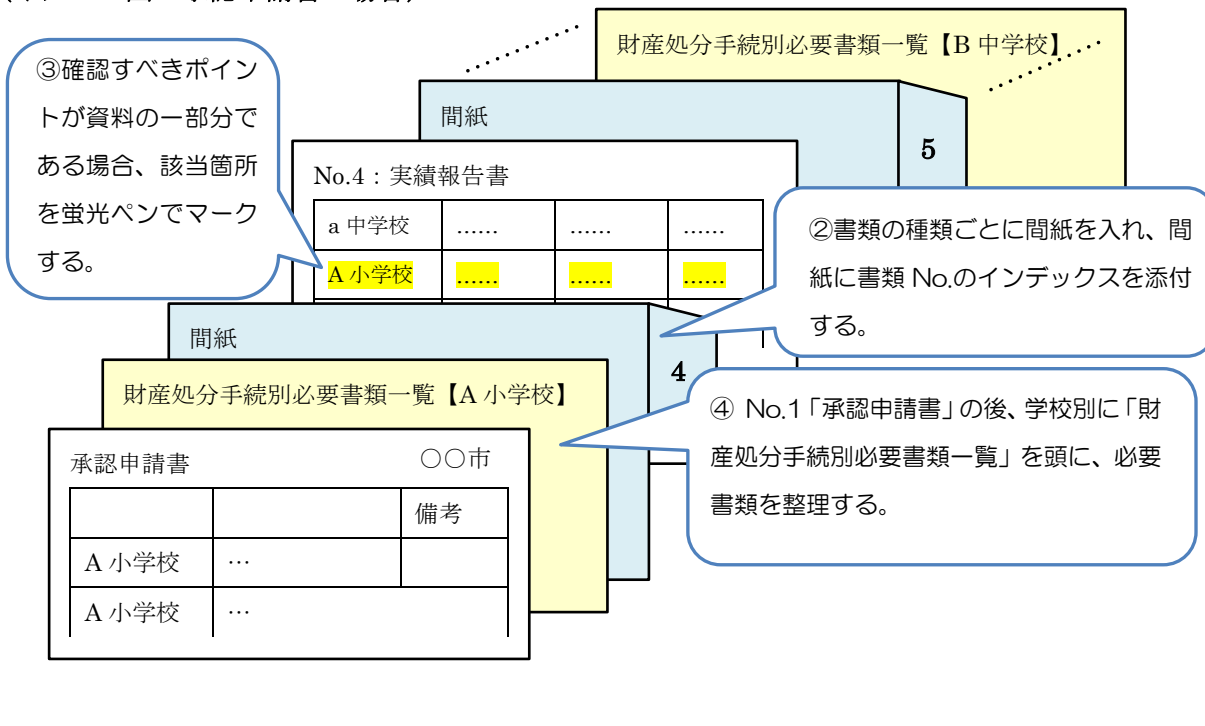 財産処分手続別必要書類一覧【B 中学校】
③確認すべきポイン
トが資料の一部分で
ある場合、該当箇所
を蛍光ペンでマーク
する。
間紙
5
No.4：実績報告書
a 中学校 …… …… ……
A 小学校 …… …… ……
②書類の種類ごとに間紙を入れ、間
紙に書類 No.のインデックスを添付
する。
間紙
4
財産処分手続別必要書類一覧【A 小学校】
④ No.1「承認申請書」の後、学校別に「財
産処分手続別必要書類一覧」を頭に、必要
書類を整理する。
承認申請書 〇〇市
備考
A 小学校 …
A 小学校 …